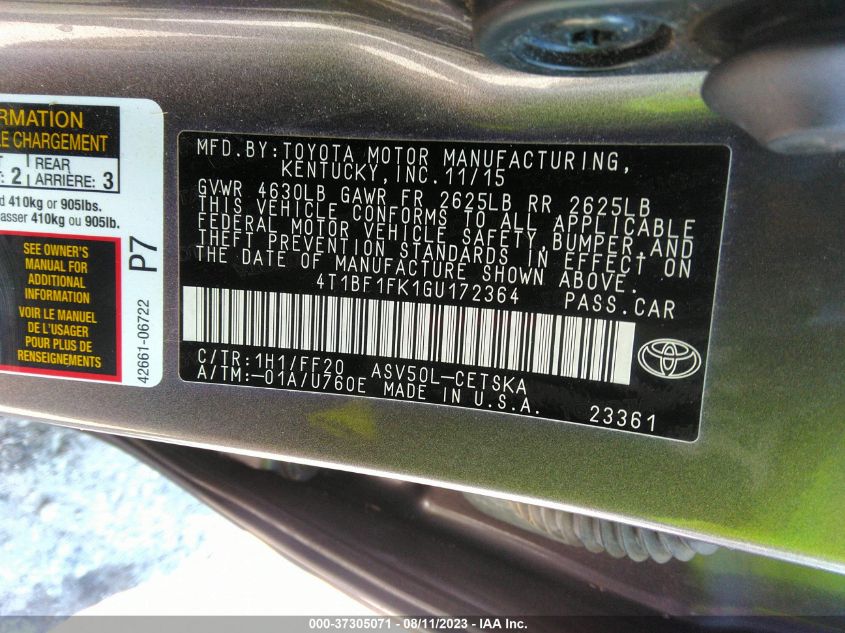 ORMATION
E CHARGEMENT
2
REAR
ARRIÈRE: 3
d 410kg or 905lbs.
asser 410kg ou 905lb.
SEE OWNER'S
MANUAL FOR
ADDITIONAL
INFORMATION
VOIR LE MANUEL
DE L'USAGER
POUR PLUS DE
RENSEIGNEMENTS
P7
42661-06722
MFD.BY:TOYOTA MOTOR MANUFACTURING,
KENTUCKY, INC. 11/15
GVWR 4630LB GAWR FR 2625LB RR 2625LB
THIS VEHICLE CONFORMS TO ALL APPLICABLE
FEDERAL MOTOR VEHICLE SAFETY, BUMPER, AND
THEFT PREVENTION STANDARDS IN EFFECT ON
THE DATE OF MANUFACTURE SHOWN ABOVE.
4T1BF1FK1GU172364 PASS.CAR
C/TR:1H1/FF20 ASV50L-CETSKA
A/TM:-01A/U760E MADE IN U.S.A.
23361
000-37305071 - 08/11/2023 - IAA Inc.